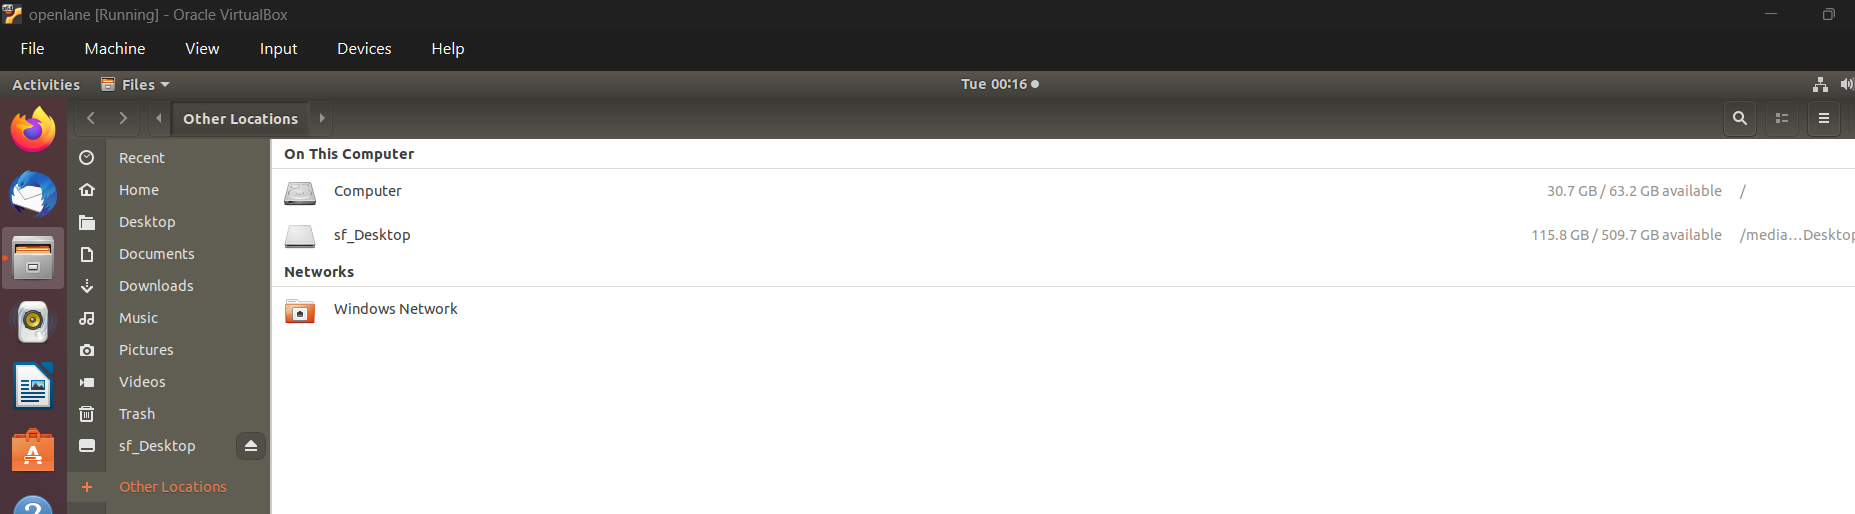 openlane [Running] - Oracle VirtualBox
File Machine View Input Devices Help
Activities Files Tue 00:16
Other Locations
Recent
Home
Desktop
Documents
Downloads
Music
Pictures
Videos
Trash
sf_Desktop
Other Locations
On This Computer
Computer 30.7 GB / 63.2 GB available /
sf_Desktop 115.8 GB / 509.7 GB available /media…Desktop
Networks
Windows Network